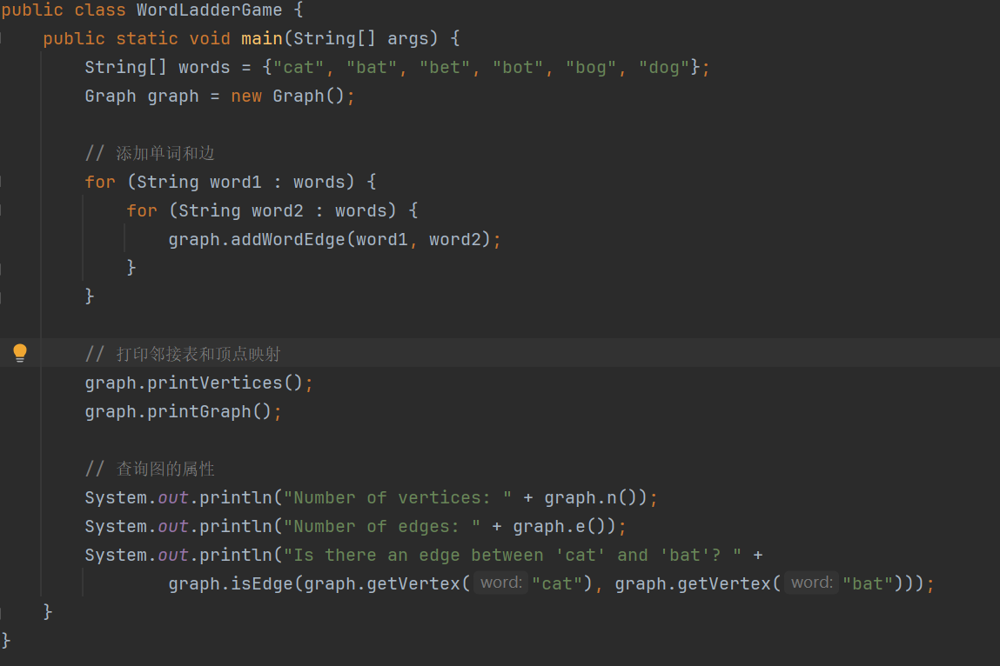 public class WordLadderGame {
    public static void main(String[] args) {
        String[] words = {"cat", "bat", "bet", "bot", "bog", "dog"};
        Graph graph = new Graph();
        // 添加单词和边
        for (String word1 : words) {
            for (String word2 : words) {
                graph.addWordEdge(word1, word2);
            }
        }
        // 打印邻接表和顶点映射
        graph.printVertices();
        graph.printGraph();
        // 查询图的属性
        System.out.println("Number of vertices: " + graph.n());
        System.out.println("Number of edges: " + graph.e());
        System.out.println("Is there an edge between 'cat' and 'bat'? " +
                graph.isEdge(graph.getVertex( word: "cat"), graph.getVertex( word: "bat")));
    }
}